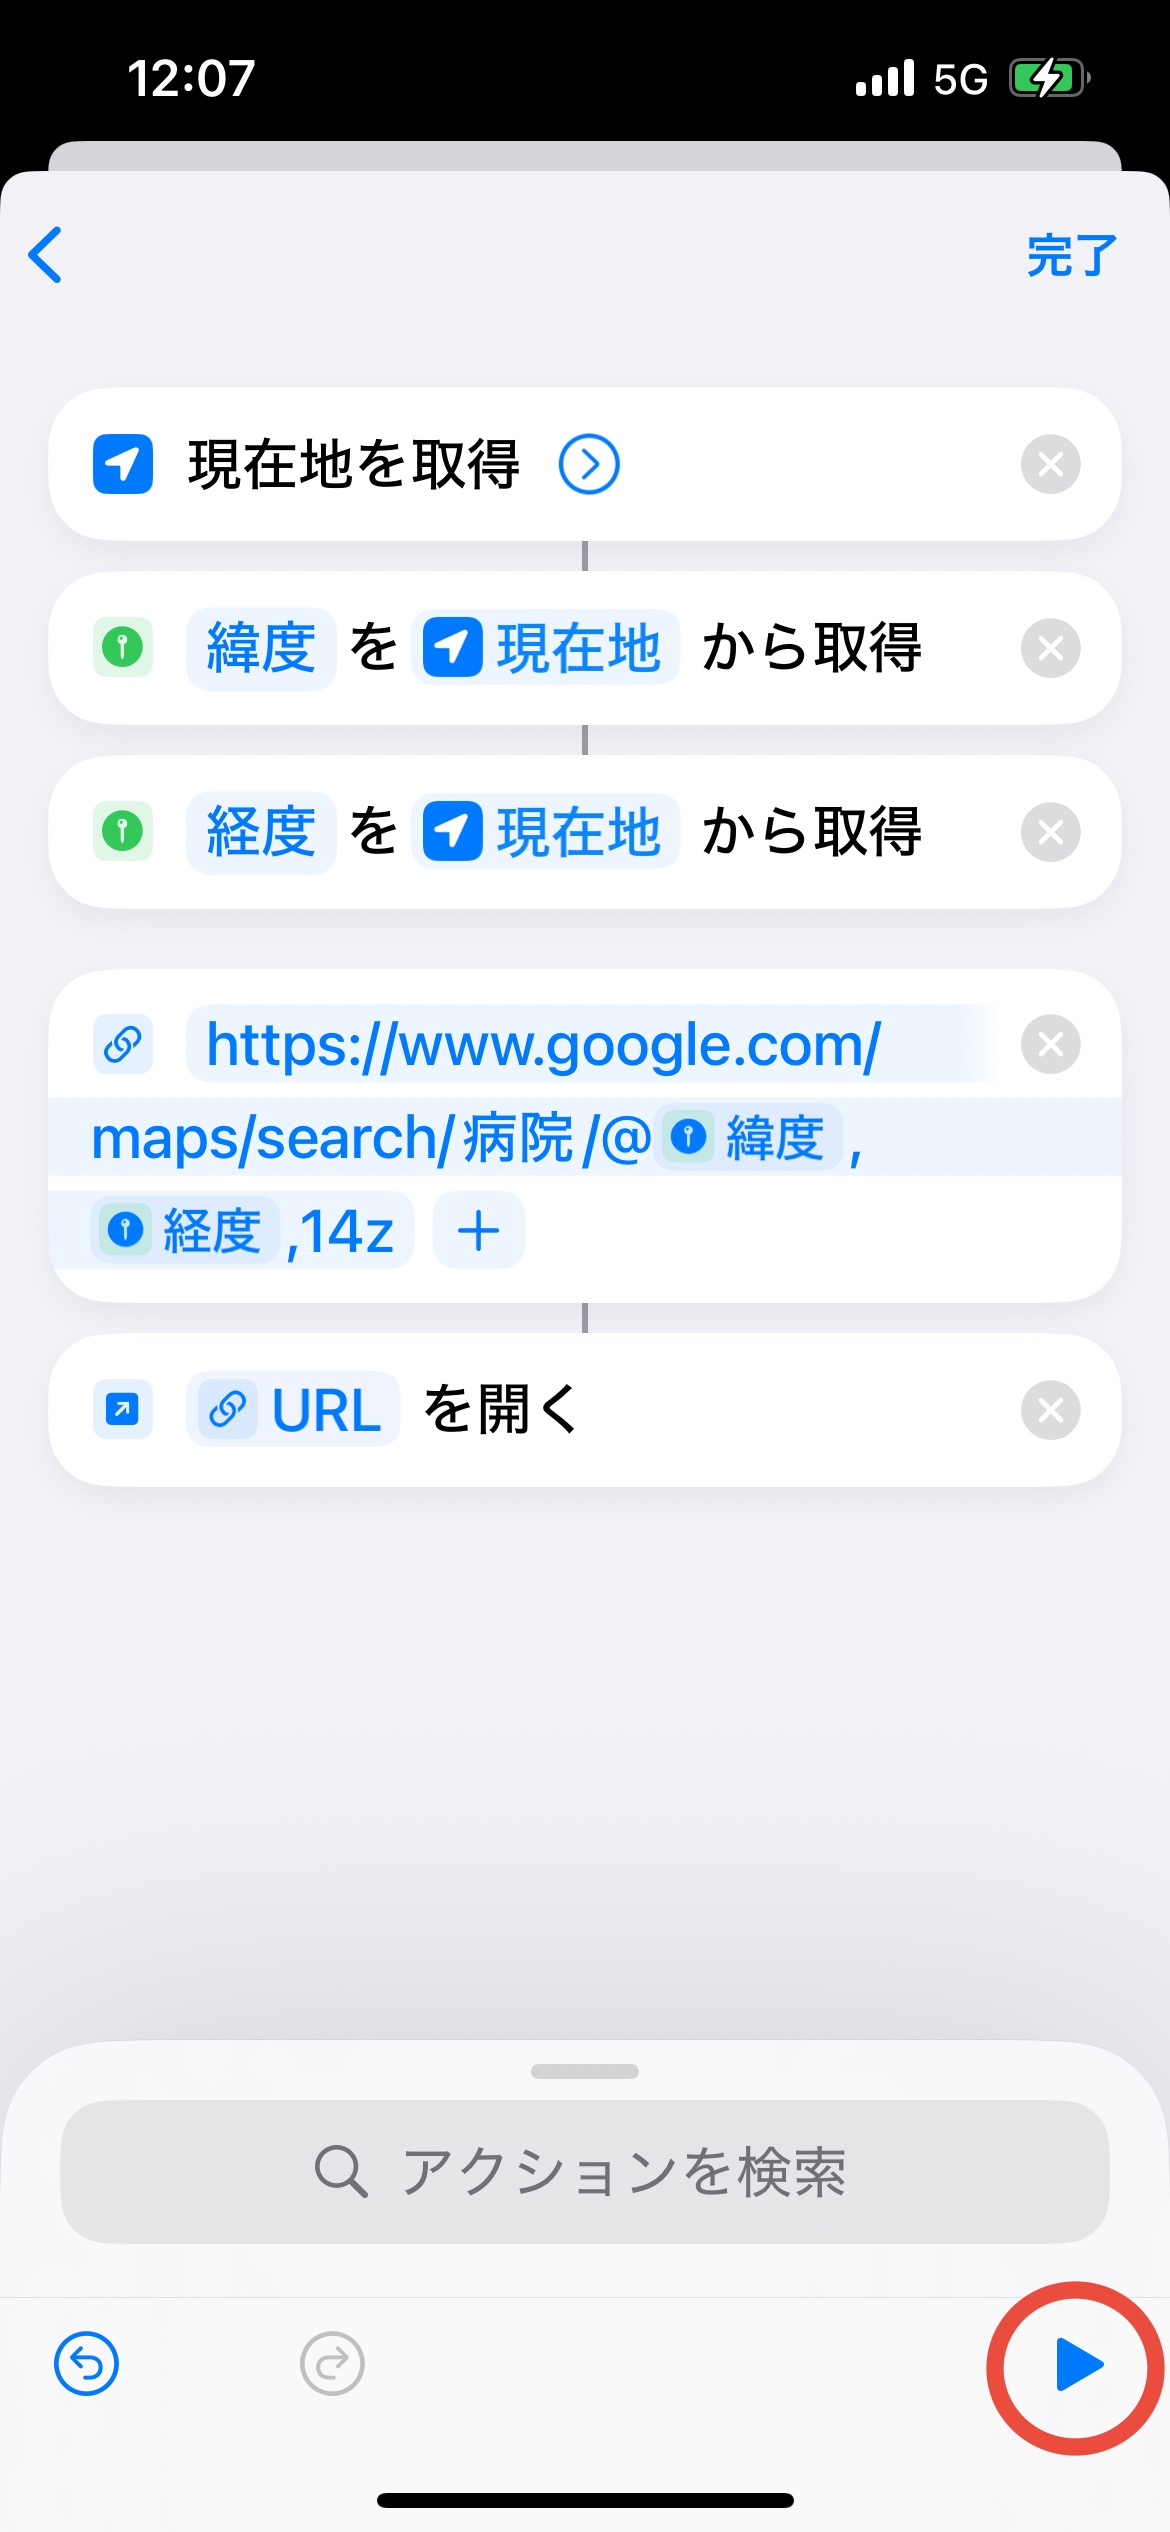 12:07
5G
完了
現在地を取得
緯度 を 現在地 から取得
経度 を 現在地 から取得
https://www.google.com/
maps/search/病院/@ 緯度 ,
経度 ,14z
URL を開く
アクションを検索